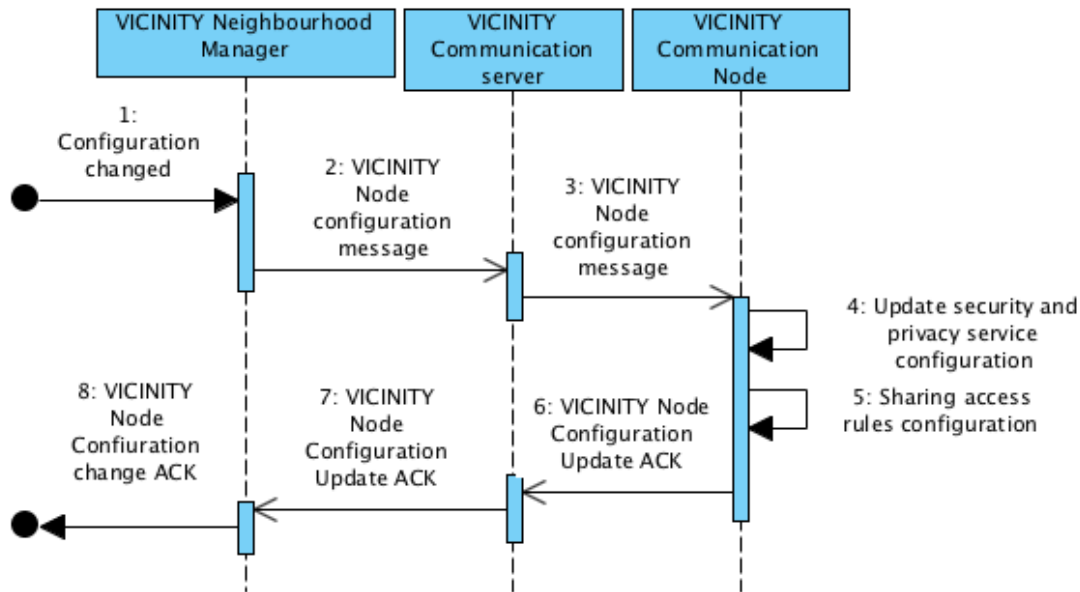 VICINITY Neighbourhood
Manager
VICINITY
Communication
server
VICINITY
Communication
Node
1:
Configuration
changed
2: VICINITY
Node
configuration
message
3: VICINITY
Node
configuration
message
4: Update security and
privacy service
configuration
5: Sharing access
rules configuration
6: VICINITY Node
Configuration
Update ACK
7: VICINITY
Node
Configuration
Update ACK
8: VICINITY
Node
Confiuration
change ACK